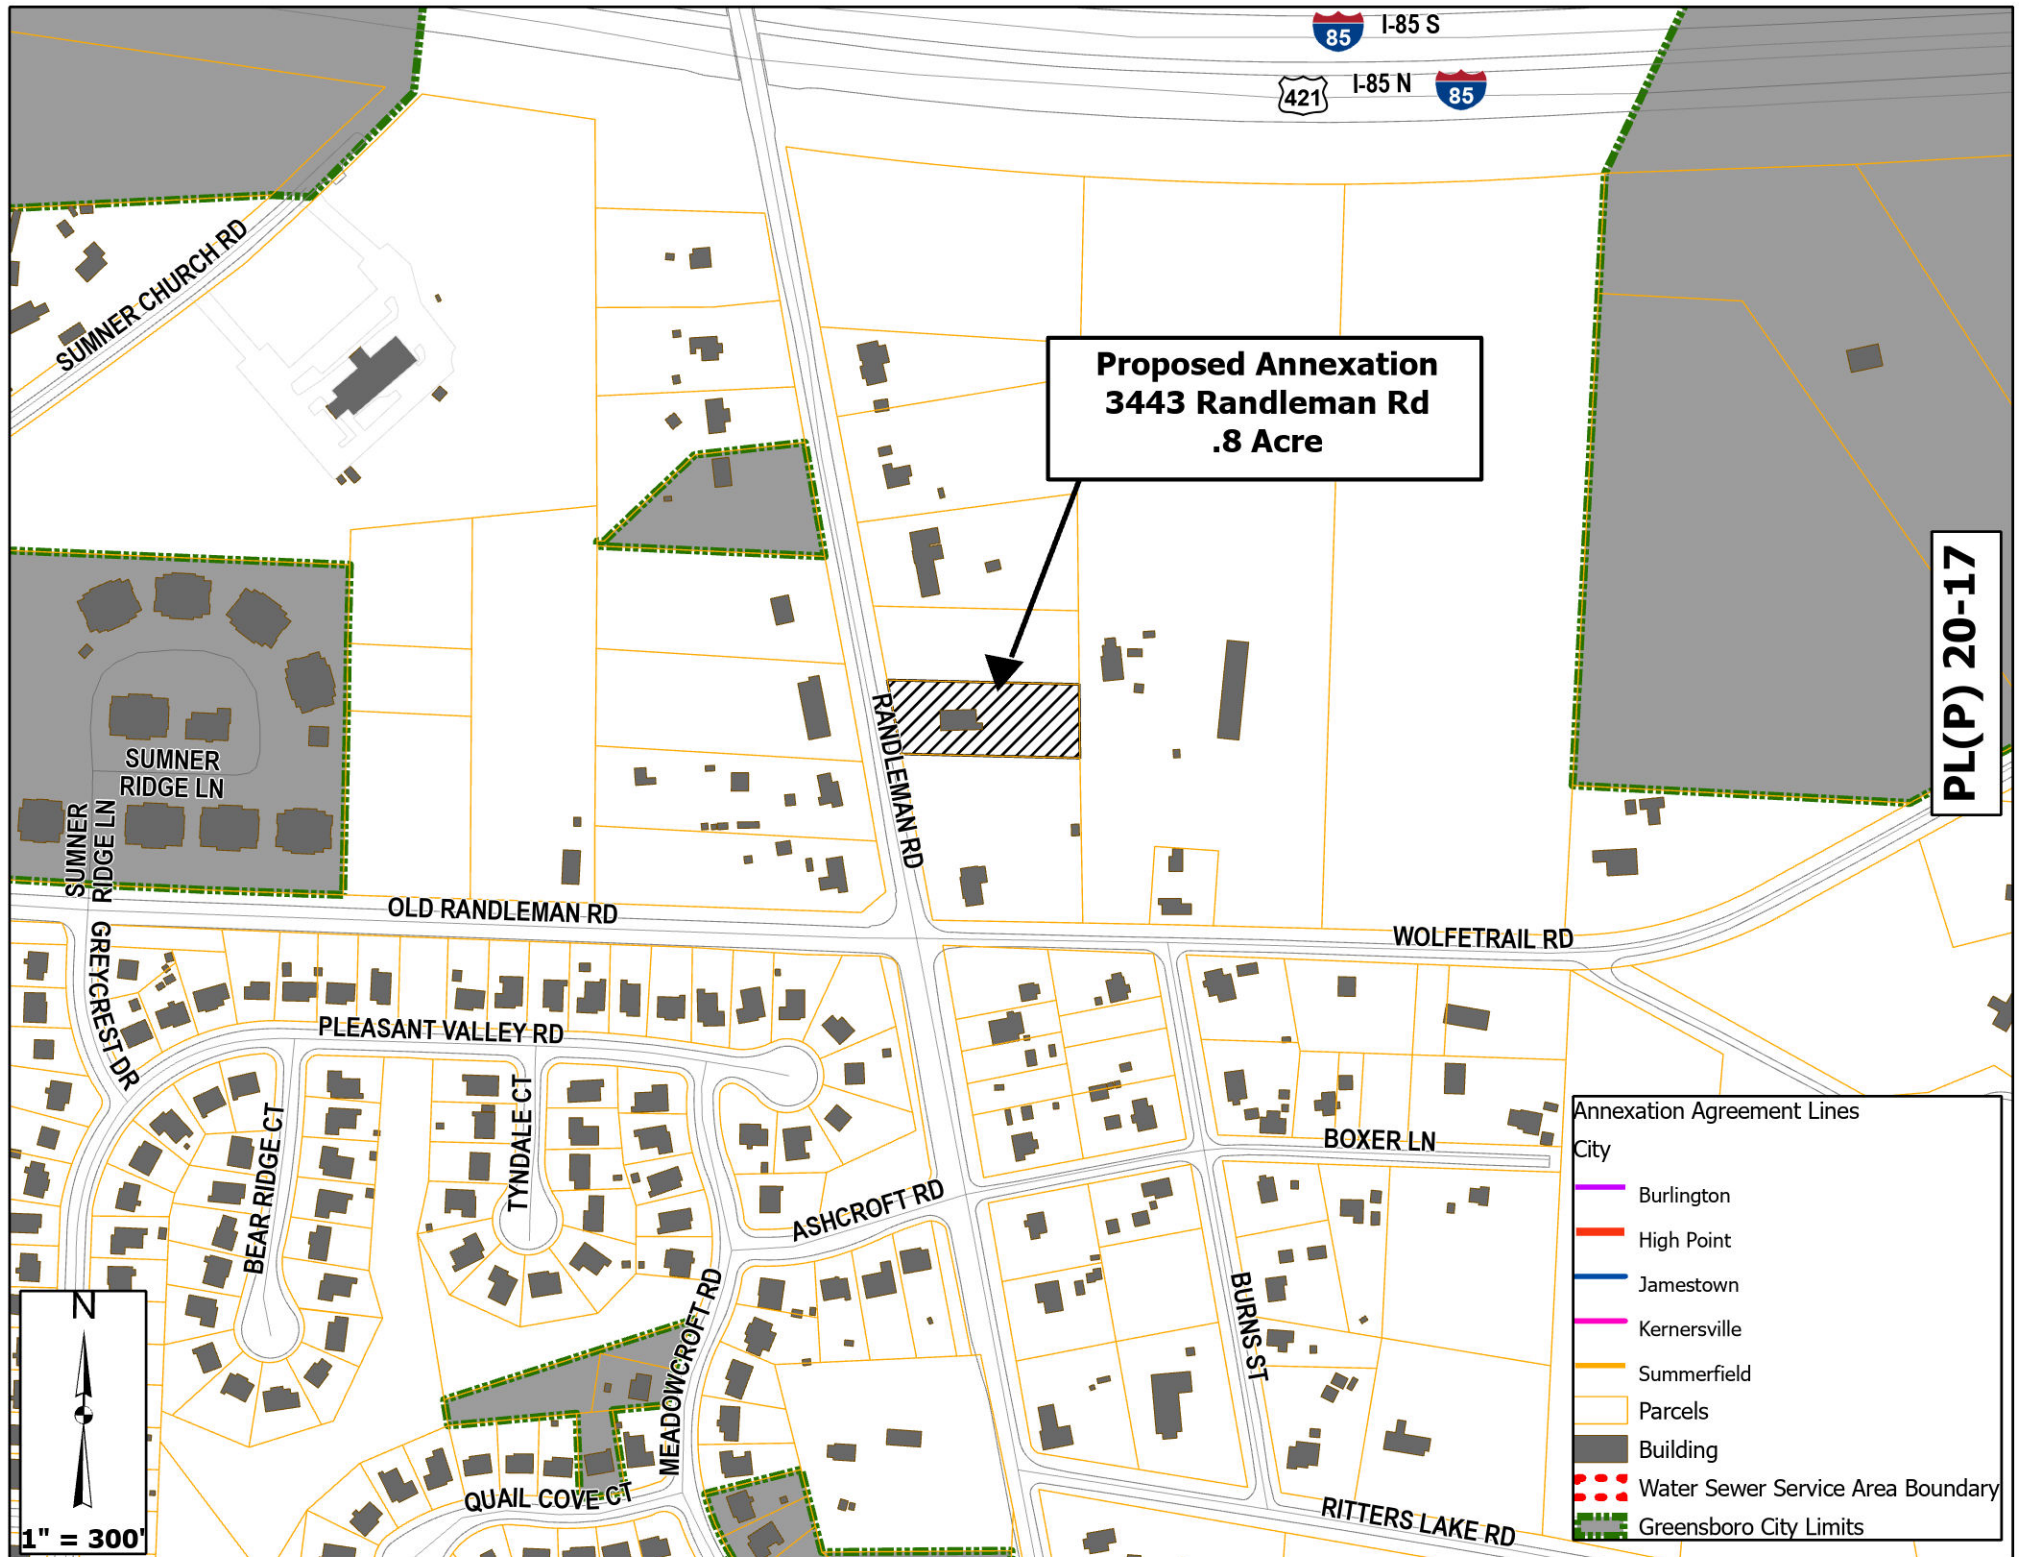 85
I-85 S
421
I-85 N
85
SUMNER CHURCH RD
Proposed Annexation
3443 Randleman Rd
.8 Acre
PL(P) 20-17
RANDLEMAN RD
SUMNER
RIDGE LN
SUMNER
RIDGE LN
OLD RANDLEMAN RD
WOLFETRAIL RD
GREYCREST DR
PLEASANT VALLEY RD
BEAR RIDGE CT
TYNDALE CT
ASHCROFT RD
BOXER LN
MEADOWCROFT RD
BURNS ST
QUAIL COVE CT
RITTERS LAKE RD
N
1" = 300'
Annexation Agreement Lines
City
Burlington
High Point
Jamestown
Kernersville
Summerfield
Parcels
Building
Water Sewer Service Area Boundary
Greensboro City Limits